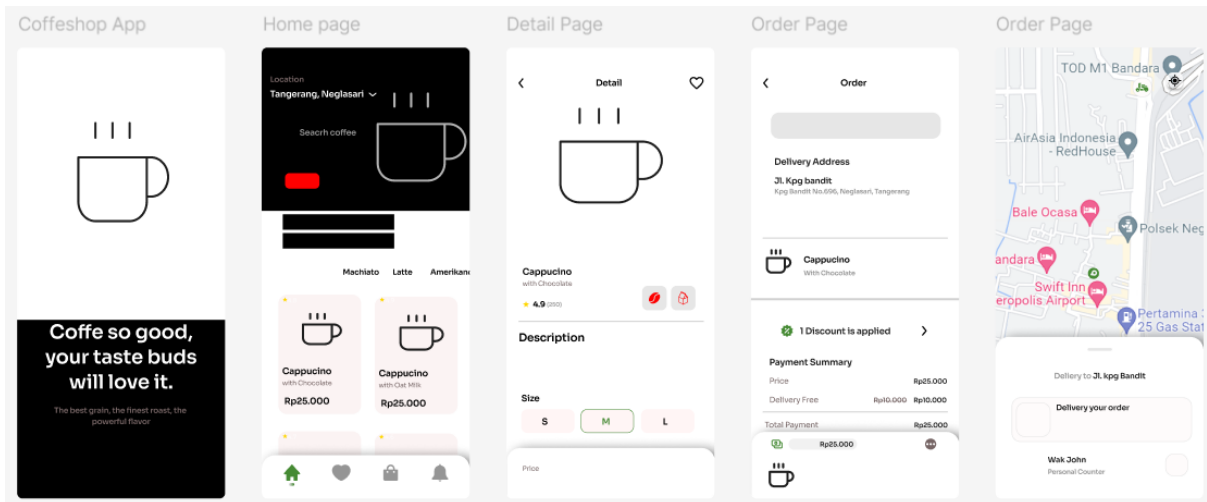 Coffeshop App
Coffe so good,
your taste buds
will love it.
The best grain, the finest roast, the
powerful flavor
Home page
Location
Tangerang, Neglasari
Seacrh coffee
Machiato Latte Amerikano
Cappucino
with Chocolate
Rp25.000
Cappucino
with Oat Milk
Rp25.000
Detail Page
Detail
Cappucino
with Chocolate
4.9 (250)
Description
Size
S M L
Price
Order Page
Order
Delivery Address
Jl. Kpg bandit
Kpg Bandit No.696, Neglasari, Tangerang
Cappucino
With Chocolate
1 Discount is applied
Payment Summary
Price Rp25.000
Delivery Free Rp10.000 Rp10.000
Total Payment Rp25.000
Rp25.000
Order Page
TOD M1 Bandara
AirAsia Indonesia
- RedHouse
Bale Ocasa
Polsek Neg
andara
Swift Inn
eropolis Airport
Pertamina 3
25 Gas Stat
Deliery to Jl. kpg Bandit
Delivery your order
Wak John
Personal Counter